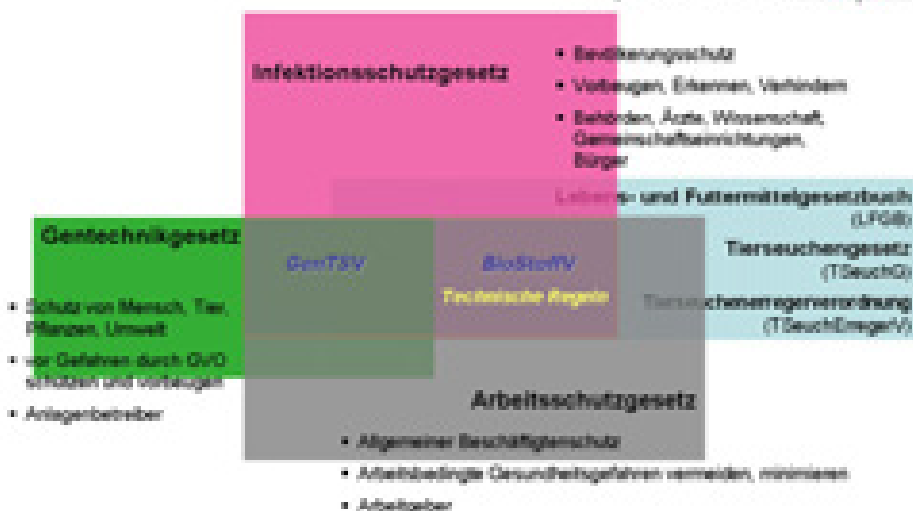 Infektionsschutzgesetz
• Bevölkerungsschutz
• Vorbeugen, Erkennen, Verhindern
• Behörden, Ärzte, Wissenschaft,
Gemeinschaftseinrichtungen,
Bürger
Lebens- und Futtermittelgesetzbuch
(LFGB)
Tierseuchengesetz
(TSeuchG)
Tierseuchenerregerverordnung
(TSeuchErregerV)
Gentechnikgesetz
GenTSV
BioStoffV
Technische Regeln
• Schutz von Mensch, Tier,
Pflanzen, Umwelt
• vor Gefahren durch GVO
schützen und vorbeugen
• Anlagenbetreiber
Arbeitsschutzgesetz
• Allgemeiner Beschäftigtenschutz
• Arbeitsbedingte Gesundheitsgefahren vermeiden, minimieren
• Arbeitgeber